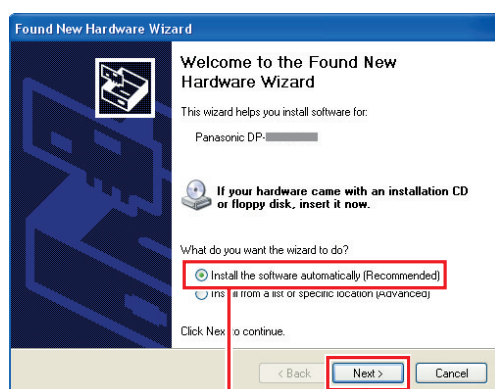 Found New Hardware Wizard
Welcome to the Found New
Hardware Wizard
This wizard helps you install software for:
Panasonic DP-
If your hardware came with an installation CD
or floppy disk, insert it now.
What do you want the wizard to do?
Install the software automatically (Recommended)
Install from a list or specific location (Advanced)
Click Next to continue.
< Back
Next >
Cancel